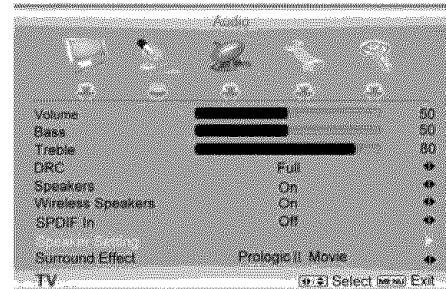 Audio
Volume 50
Bass 50
Treble 80
DRC Full
Speakers On
Wireless Speakers On
SPDIF In Off
Speaker Setting
Surround Effect Prologic II Movie
TV Select MENU Exit